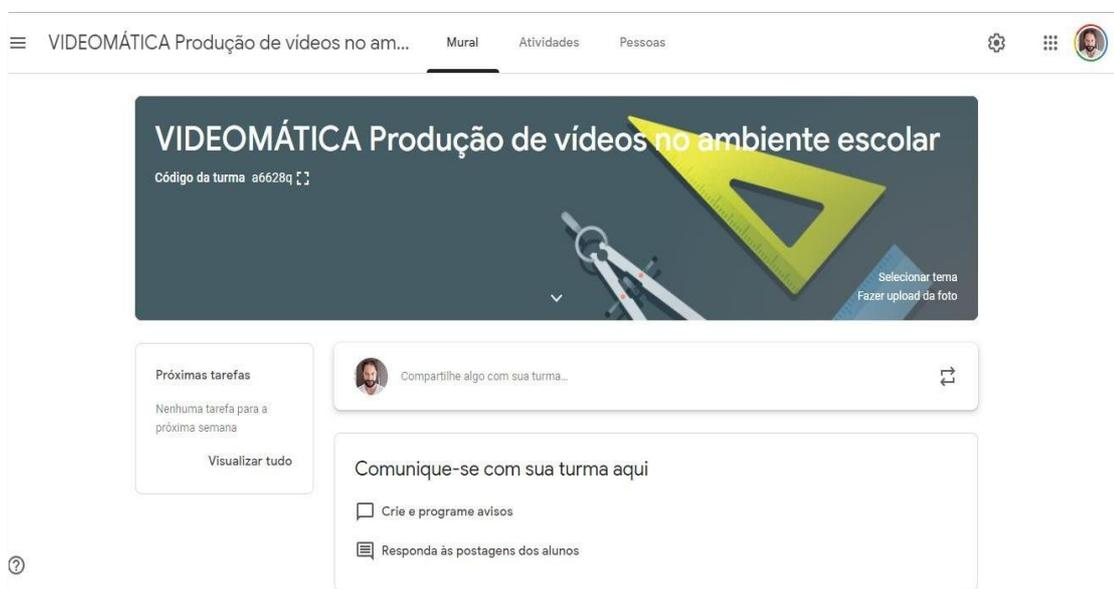 VIDEOMÁTICA Produção de vídeos no am...
Mural
Atividades
Pessoas
VIDEOMÁTICA Produção de vídeos no ambiente escolar
Código da turma a6628q
Selecionar tema
Fazer upload da foto
Próximas tarefas
Nenhuma tarefa para a
próxima semana
Visualizar tudo
Compartilhe algo com sua turma...
Comunique-se com sua turma aqui
Crie e programe avisos
Responda às postagens dos alunos